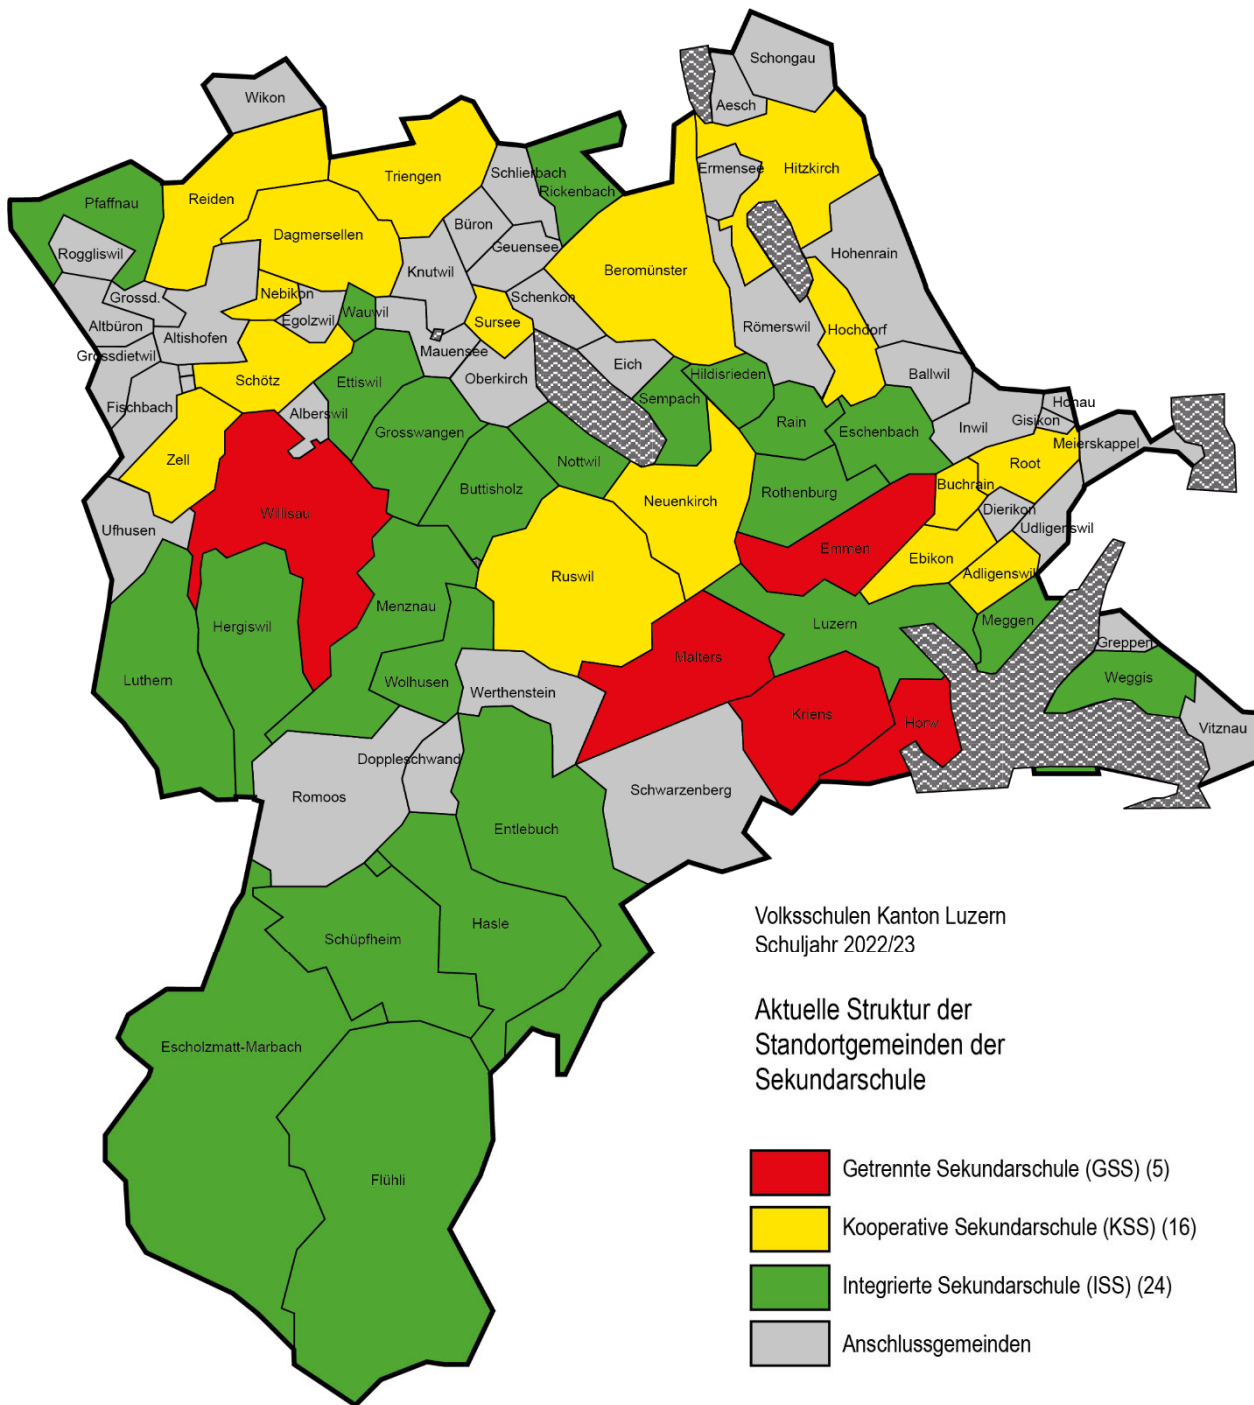 Schongau
Wikon
Aesch
Ermensee
Hitzkirch
Schlierbach
Triengen
Rickenbach
Reiden
Pfaffnau
Büron
Dagmersellen
Geuensee
Roggliswil
Hohenrain
Knutwil
Beromünster
Nebikon
Grossd.
Schenkon
Wauwil
Egolzwil
Sursee
Altbüron
Römerswil
Hochdorf
Altishofen
Mauensee
Grossdietwil
Eich
Ballwil
Hildisrieden
Oberkirch
Schötz
Ettiswil
Sempach
Honau
Fischbach
Alberswil
Gisikon
Rain
Inwil
Grosswangen
Eschenbach
Meierskappel
Zell
Nottwil
Root
Buttisholz
Buchrain
Rothenburg
Neuenkirch
Dierikon
Willisau
Udligenswil
Ufhusen
Emmen
Ebikon
Ruswil
Adligenswil
Menznau
Meggen
Luzern
Hergiswil
Greppen
Malters
Luthern
Weggis
Wolhusen
Werthenstein
Kriens
Horw
Vitznau
Doppleschwand
Schwarzenberg
Romoos
Entlebuch
Volksschulen Kanton Luzern
Hasle
Schüpfheim
Schuljahr 2022/23
Aktuelle Struktur der
Standortgemeinden der
Escholzmatt-Marbach
Sekundarschule
Getrennte Sekundarschule (GSS) (5)
Flühli
Kooperative Sekundarschule (KSS) (16)
Integrierte Sekundarschule (ISS) (24)
Anschlussgemeinden